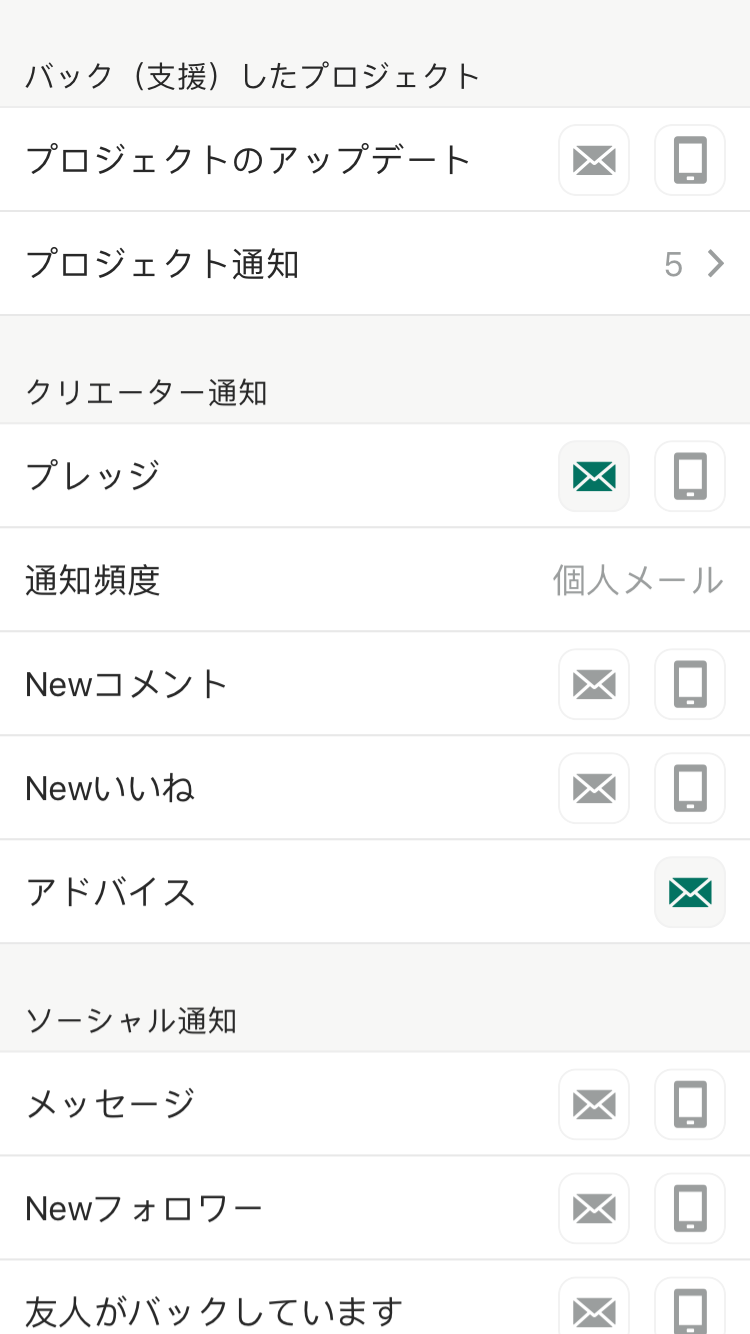 バック（支援）したプロジェクト
プロジェクトのアップデート
プロジェクト通知 5
クリエーター通知
プレッジ
通知頻度 個人メール
Newコメント
Newいいね
アドバイス
ソーシャル通知
メッセージ
Newフォロワー
友人がバックしています